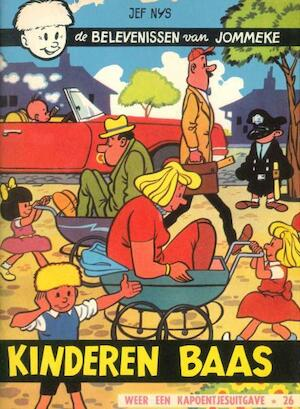 JEF NYS
de BELEVENISSEN van JOMMEKE
KINDEREN BAAS
WEER EEN KAPOENTJESUITGAVE - 26